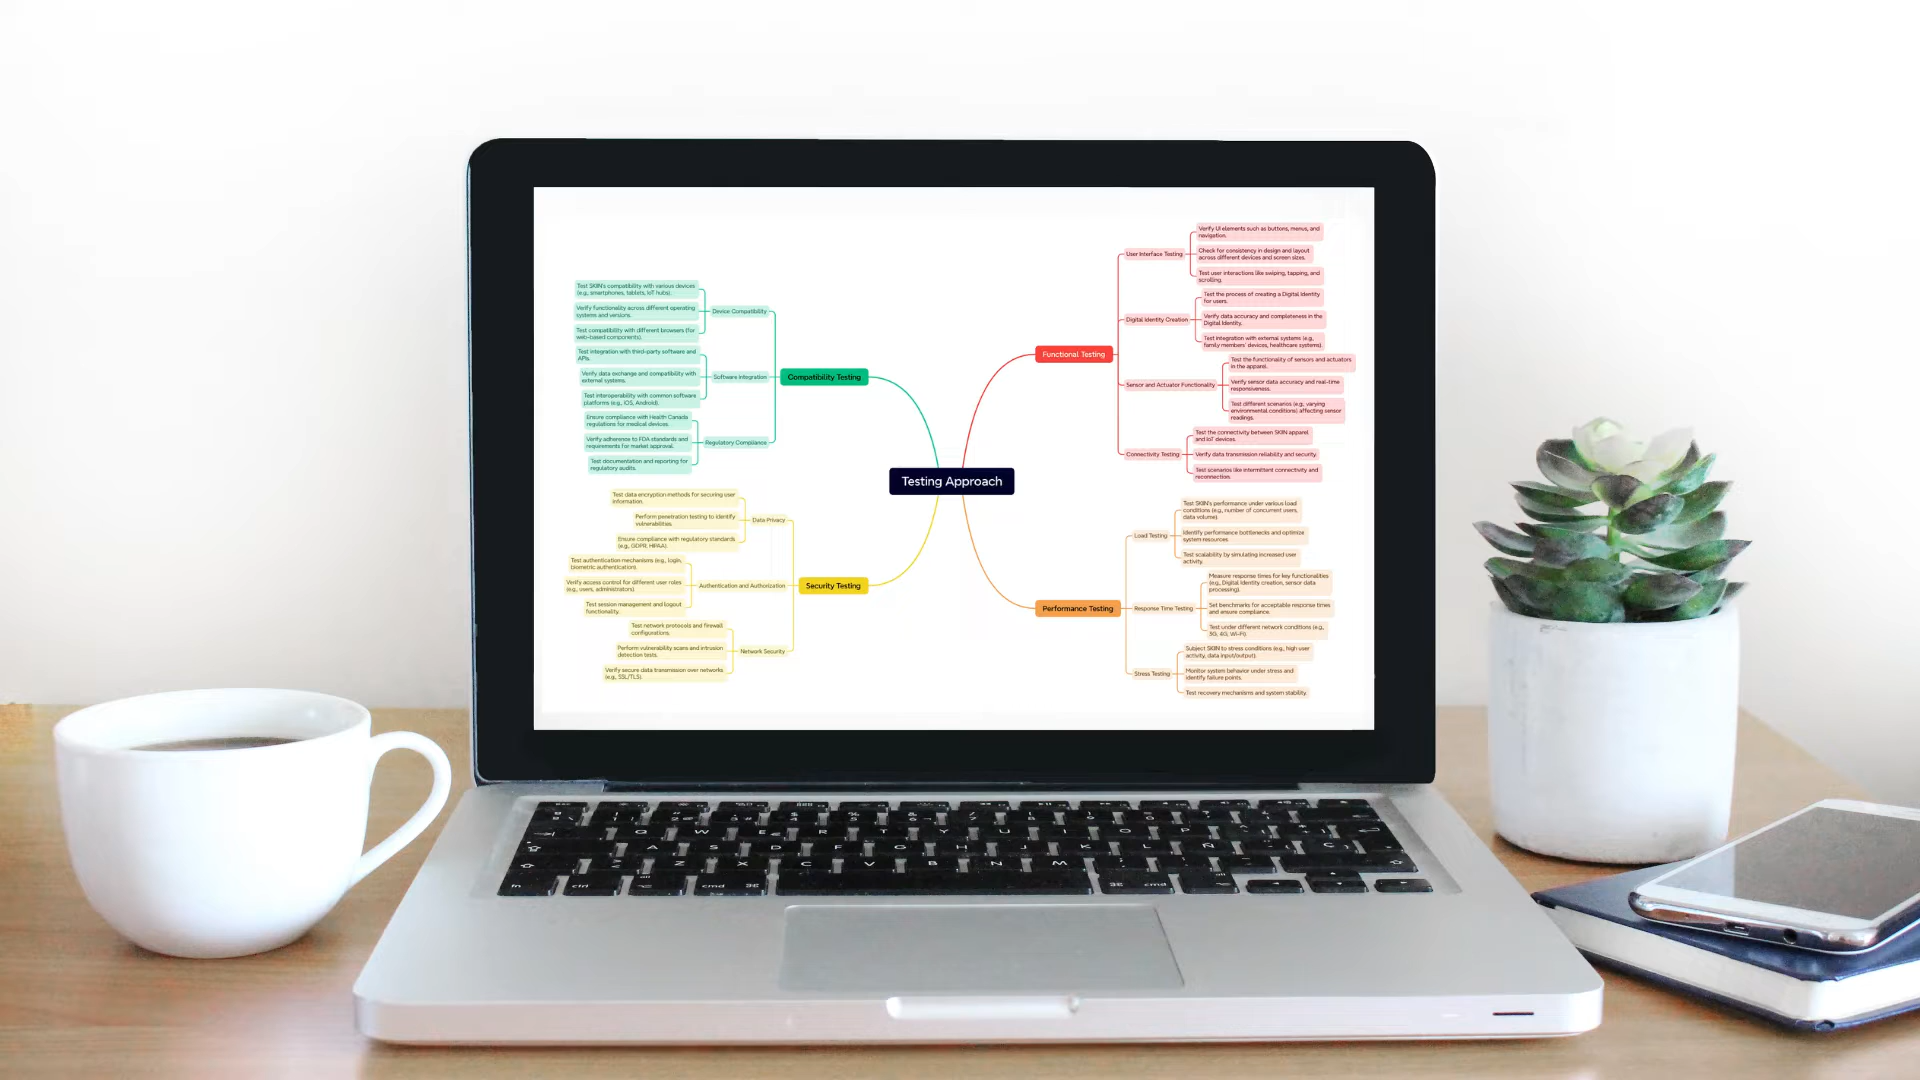 Testing Approach
Functional Testing
User Interface Testing
Verify UI elements such as buttons, menus, and
navigation.
Check for consistency in design and layout
across different devices and screen sizes.
Test user interactions like swiping, tapping, and
scrolling.
Digital Identity Creation
Test the process of creating a Digital Identity
for users.
Verify data accuracy and completeness in the
Digital Identity.
Test integration with external systems (e.g.,
family members' devices, healthcare systems).
Sensor and Actuator Functionality
Test the functionality of sensors and actuators
in the apparel.
Verify sensor data accuracy and real-time
responsiveness.
Test different scenarios (e.g., varying
environmental conditions) affecting sensor
readings.
Connectivity Testing
Test the connectivity between SKIIN apparel
and IoT devices.
Verify data transmission reliability and security.
Test scenarios like intermittent connectivity and
reconnection.
Performance Testing
Load Testing
Test SKIIN's performance under various load
conditions (e.g., number of concurrent users,
data volume).
Identify performance bottlenecks and optimize
system resources
Test scalability by simulating increased user
activity.
Response Time Testing
Measure response times for key functionalities
(e.g., Digital Identity creation, sensor data
processing).
Set benchmarks for acceptable response times
and ensure compliance.
Test under different network conditions (e.g.,
3G, 4G, Wi-Fi).
Stress Testing
Subject SKIIN to stress conditions (e.g., high user
activity, data input/output).
Monitor system behavior under stress and
identify failure points.
Test recovery mechanisms and system stability.
Compatibility Testing
Device Compatibility
Test SKIIN's compatibility with various devices
(e.g., smartphones, tablets, IoT hubs).
Verify functionality across different operating
systems and versions.
Test compatibility with different browsers (for
web-based components).
Software Integration
Test integration with third-party software and
APIs.
Verify data exchange and compatibility with
external systems.
Test interoperability with common software
platforms (e.g., iOS, Android).
Regulatory Compliance
Ensure compliance with Health Canada
regulations for medical devices.
Verify adherence to FDA standards and
requirements for market approval.
Test documentation and reporting for
regulatory audits.
Security Testing
Data Privacy
Test data encryption methods for securing user
information.
Perform penetration testing to identify
vulnerabilities.
Ensure compliance with regulatory standards
(e.g., GDPR, HIPAA).
Authentication and Authorization
Test authentication mechanisms (e.g., login,
biometric authentication).
Verify access control for different user roles
(e.g., users, administrators).
Test session management and Logout
functionality.
Network Security
Test network protocols and firewall
configurations.
Perform vulnerability scans and intrusion
detection tests.
Verify secure data transmission over networks
(e.g., SSL/TLS).
Q W E R T Y U I O P
A S D F G H J K L Ñ
Z X C V B N M
fn ctrl cmd cmd